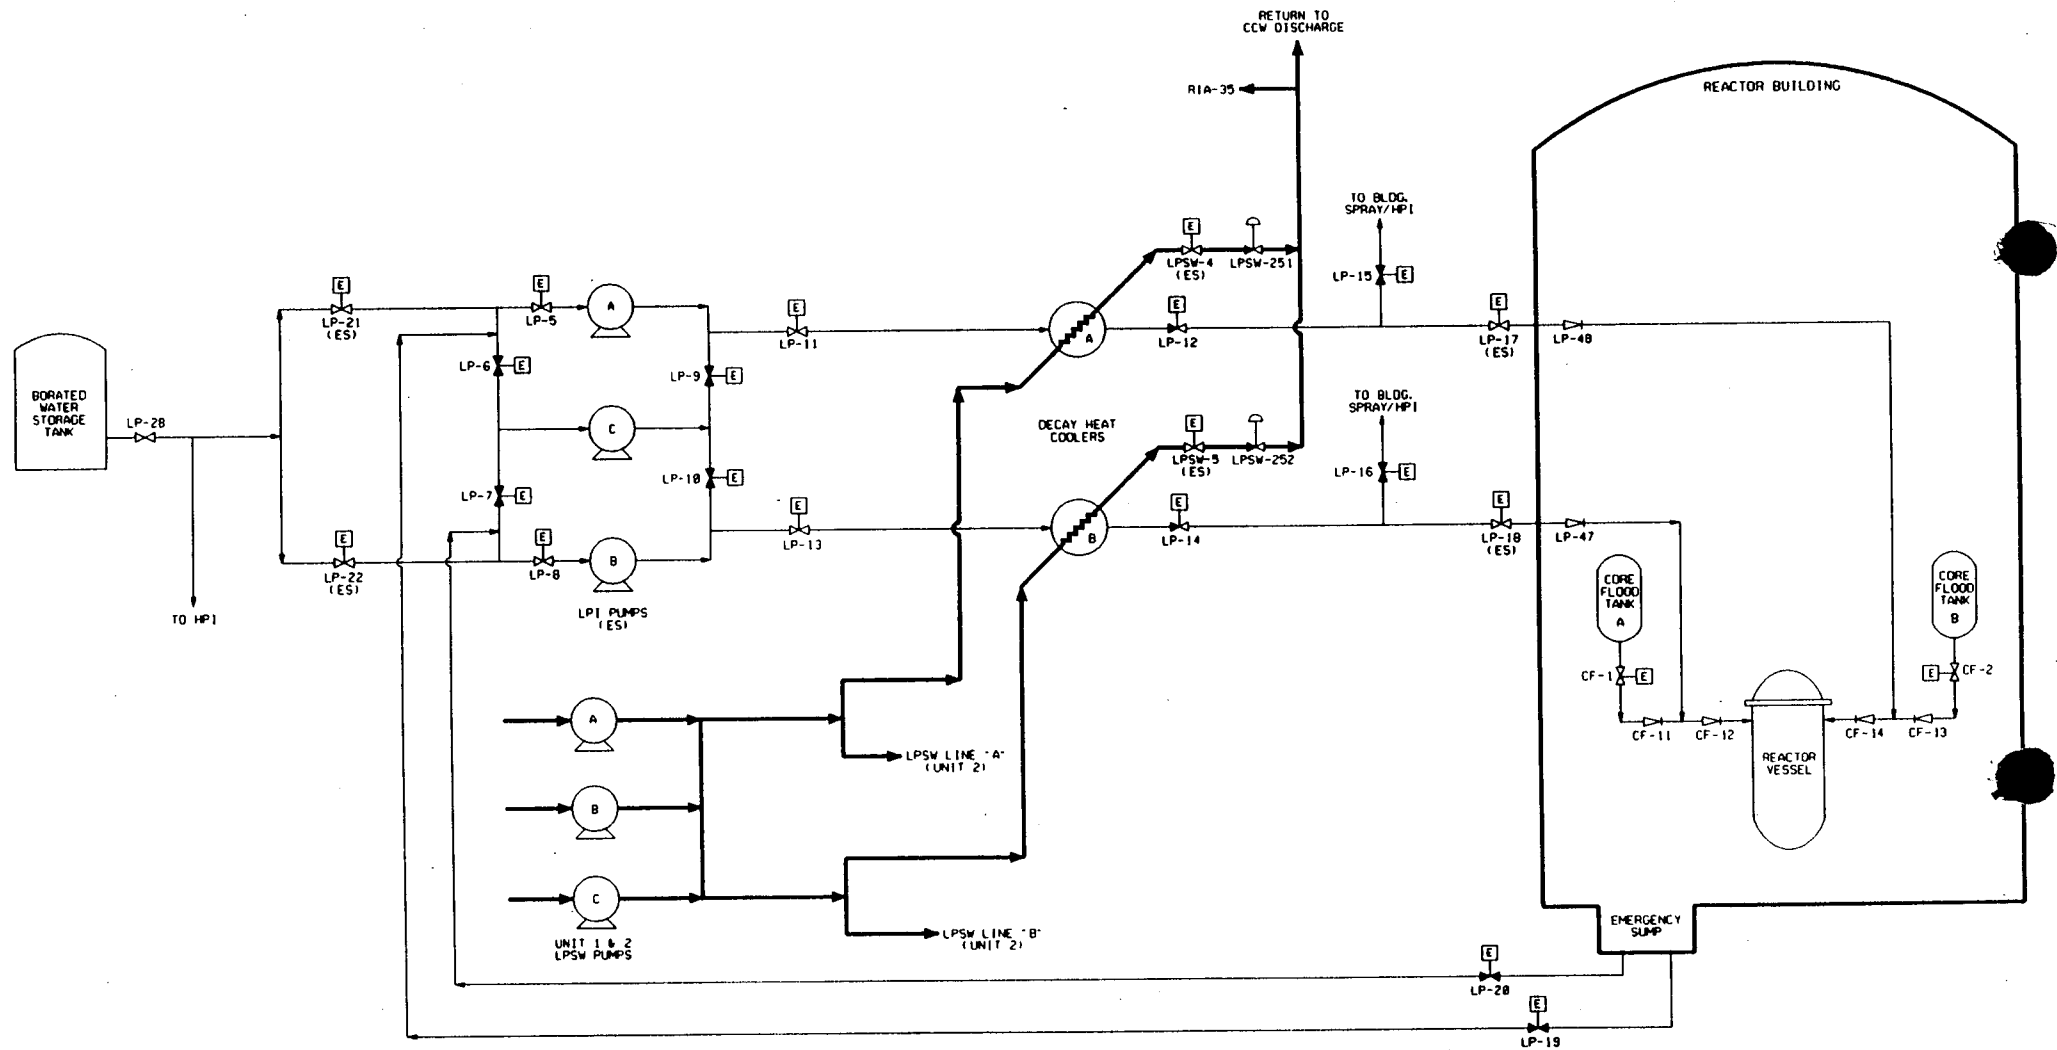 RETURN TO
CCW DISCHARGE
RIA-35
REACTOR BUILDING
TO BLDG.
SPRAY/HPI
E
E
LPSW-4
(ES)
LPSW-251
LP-15
E
E
LP-21
(ES)
E
LP-5
A
E
LP-11
A
E
LP-12
E
LP-17
(ES)
LP-48
LP-6
E
LP-9
E
BORATED
WATER
STORAGE
TANK
LP-28
C
DECAY HEAT
COOLERS
TO BLDG.
SPRAY/HPI
E
LPSW-5
(ES)
LPSW-252
LP-16
E
LP-7
E
LP-10
E
E
LP-22
(ES)
E
LP-8
B
LPI PUMPS
(ES)
E
LP-13
B
E
LP-14
E
LP-18
(ES)
LP-47
TO HPI
CORE
FLOOD
TANK
A
CORE
FLOOD
TANK
B
CF-1
E
E
CF-2
CF-11
CF-12
CF-14
CF-13
REACTOR
VESSEL
A
LPSW LINE "A"
(UNIT 2)
B
C
UNIT 1 & 2
LPSW PUMPS
LPSW LINE "B"
(UNIT 2)
EMERGENCY
SUMP
E
LP-20
E
LP-19